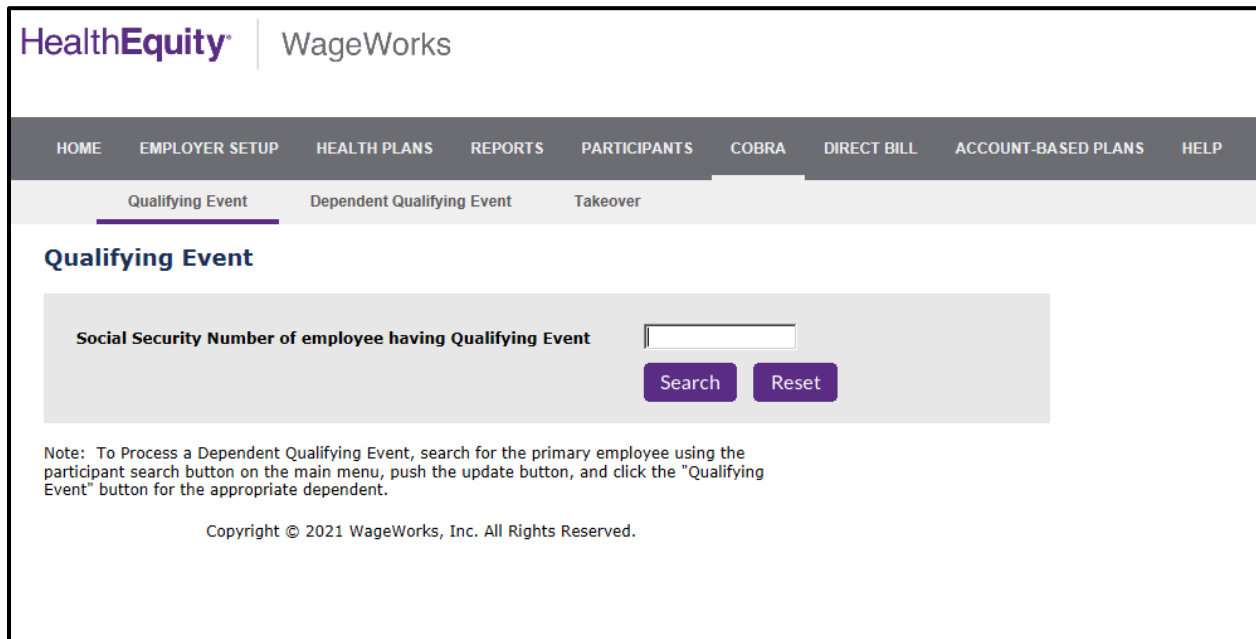 HealthEquity | WageWorks
HOME EMPLOYER SETUP HEALTH PLANS REPORTS PARTICIPANTS COBRA DIRECT BILL ACCOUNT-BASED PLANS HELP
Qualifying Event Dependent Qualifying Event Takeover
Qualifying Event
Social Security Number of employee having Qualifying Event
Search Reset
Note: To Process a Dependent Qualifying Event, search for the primary employee using the
participant search button on the main menu, push the update button, and click the "Qualifying
Event" button for the appropriate dependent.
Copyright © 2021 WageWorks, Inc. All Rights Reserved.